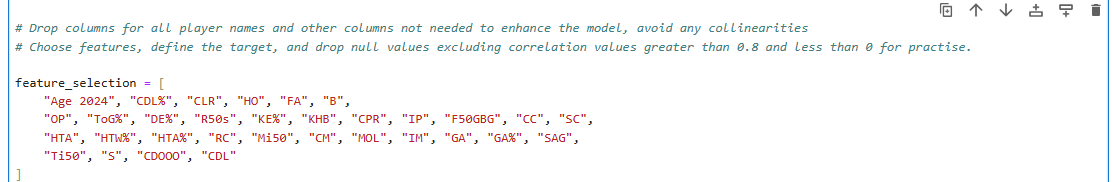 # Drop columns for all player names and other columns not needed to enhance the model, avoid any collinearities
# Choose features, define the target, and drop null values excluding correlation values greater than 0.8 and less than 0 for practise.
feature_selection = [
"Age 2024", "CDL%", "CLR", "HO", "FA", "B",
"OP", "ToG%", "DE%", "R50s", "KE%", "KHB", "CPR", "IP", "F50GBG", "CC", "SC",
"HTA", "HTW%", "HTA%", "RC", "Mi50", "CM", "MOL", "IM", "GA", "GA%", "SAG",
"Ti50", "S", "CDOOO", "CDL"
]